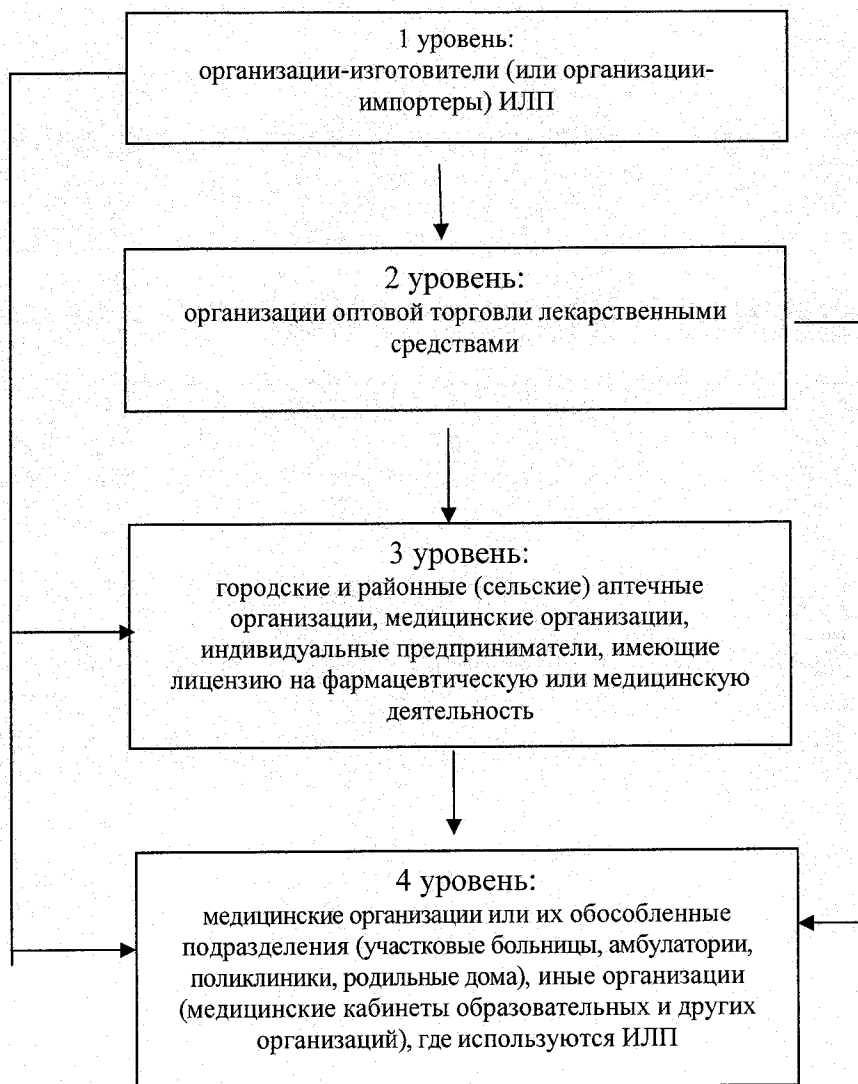 1 уровень:
организации-изготовители (или организации-
импортеры) ИЛП
2 уровень:
организации оптовой торговли лекарственными
средствами
3 уровень:
городские и районные (сельские) аптечные
организации, медицинские организации,
индивидуальные предприниматели, имеющие
лицензию на фармацевтическую или медицинскую
деятельность
4 уровень:
медицинские организации или их обособленные
подразделения (участковые больницы, амбулатории,
поликлиники, родильные дома), иные организации
(медицинские кабинеты образовательных и других
организаций), где используются ИЛП